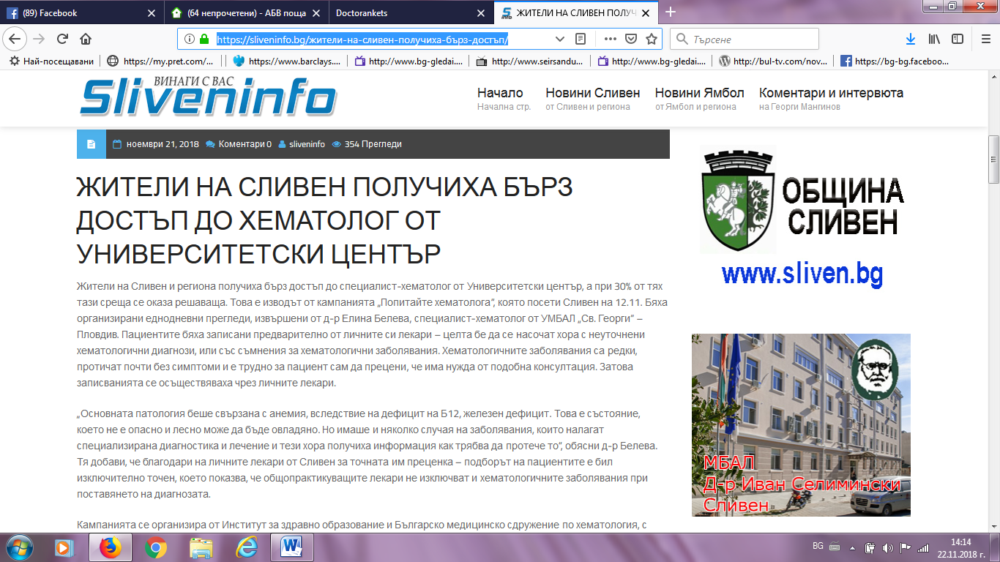 (89) Facebook
(64 непрочетени) - АБВ поща
Doctorankets
ЖИТЕЛИ НА СЛИВЕН ПОЛУЧ
https://sliveninfo.bg/жители-на-сливен-получиха-бърз-достъп/
Търсене
Най-посещавани
https://my.pret.com/...
https://www.barclays....
http://www.bg-gledai....
http://www.seirsandu...
http://www.bg-gledai....
http://bul-tv.com/nov...
https://bg-bg.faceboo...
ВИНАГИ С ВАС
Sliveninfo
Начало
Начална стр.
Новини Сливен
от Сливен и региона
Новини Ямбол
от Ямбол и региона
Коментари и интервюта
на Георги Мангинов
ноември 21, 2018 Коментари 0 sliveninfo 354 Прегледи
ЖИТЕЛИ НА СЛИВЕН ПОЛУЧИХА БЪРЗ
ДОСТЪП ДО ХЕМАТОЛОГ ОТ
УНИВЕРСИТЕТСКИ ЦЕНТЪР
Жители на Сливен и региона получиха бърз достъп до специалист-хематолог от Университетски център, а при 30% от тях
тази среща се оказа решаваща. Това е изводът от кампанията „Попитайте хематолога“, която посети Сливен на 12.11. Бяха
организирани еднодневни прегледи, извършени от д-р Елина Белева, специалист-хематолог от УМБАЛ „Св. Георги“ –
Пловдив. Пациентите бяха записани предварително от личните си лекари – целта бе да се насочат хора с неуточнени
хематологични диагнози, или със съмнения за хематологични заболявания. Хематологичните заболявания са редки,
протичат почти без симптоми и е трудно за пациент сам да прецени, че има нужда от подобна консултация. Затова
записванията се осъществяваха чрез личните лекари.
„Основната патология беше свързана с анемия, вследствие на дефицит на Б12, железен дефицит. Това е състояние,
което не е опасно и лесно може да бъде овладяно. Но имаше и няколко случая на заболявания, които налагат
специализирана диагностика и лечение и тези хора получиха информация как трябва да протече то“, обясни д-р Белева.
Тя добави, че благодари на личните лекари от Сливен за точната им преценка – подборът на пациентите е бил
изключително точен, което показва, че общопрактикуващите лекари не изключват и хематологичните заболявания при
поставянето на диагнозата.
Кампанията се организира от Институт за здравно образование и Българско медицинско сдружение по хематология, с
ОБЩИНА
СЛИВЕН
www.sliven.bg
МБАЛ
Д-р Иван Селимински
Сливен
BG
14:14
22.11.2018 г.